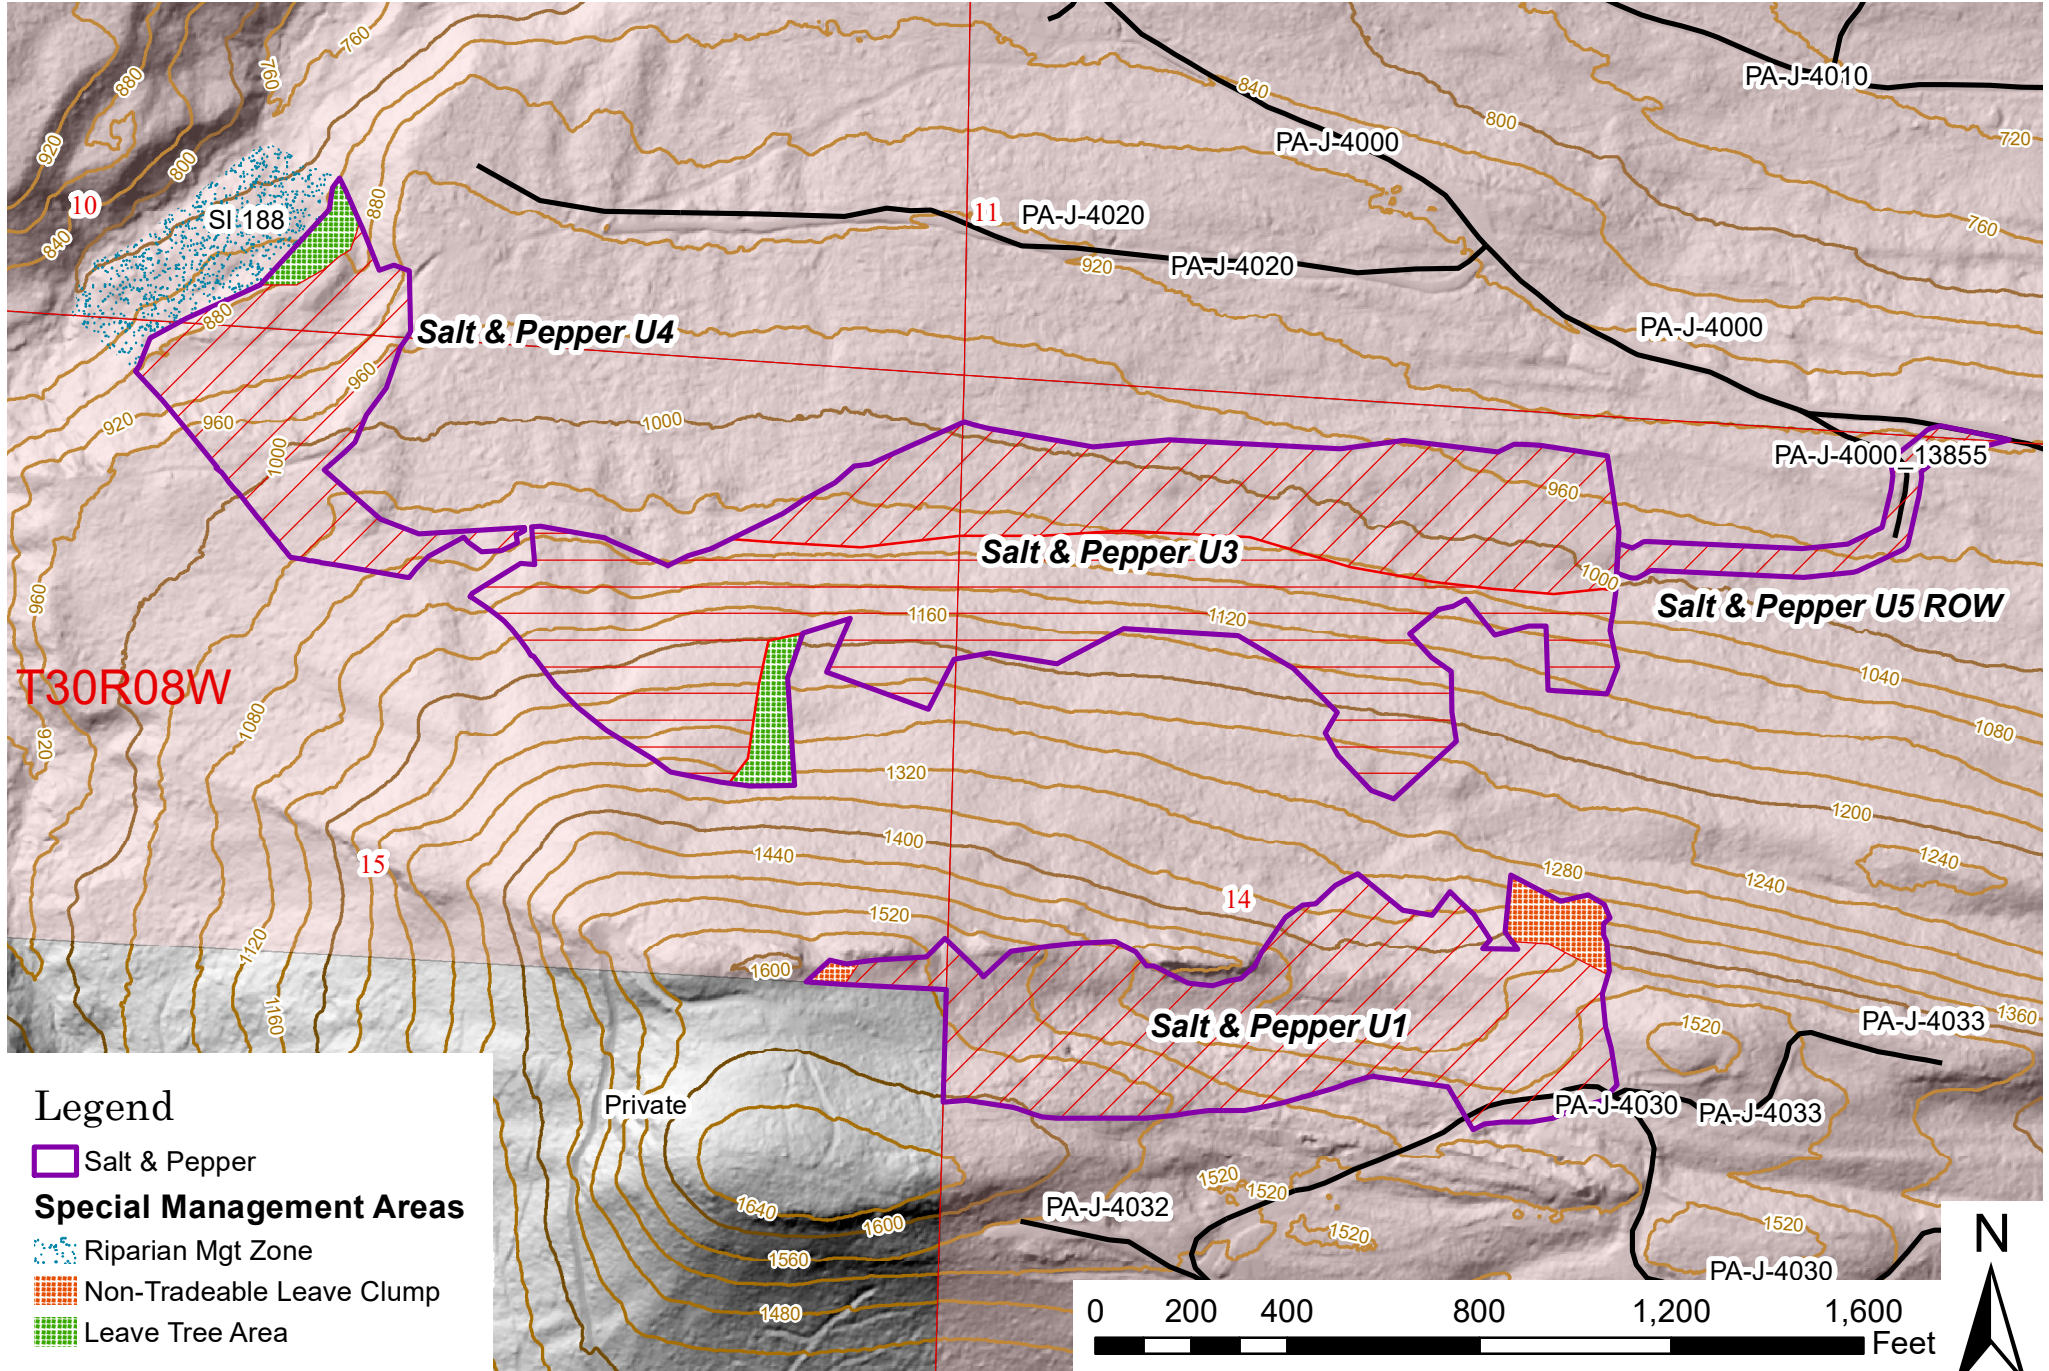 760
880
760
PA-J-4010
840
800
920
PA-J-4000
720
800
10
SI 188
880
11
PA-J-4020
760
840
PA-J-4020
920
880
Salt & Pepper U4
PA-J-4000
960
920
960
1000
1000
PA-J-4000_13855
960
Salt & Pepper U3
1000
960
1160
1120
Salt & Pepper U5 ROW
T30R08W
1040
1080
920
1080
1320
1200
1400
1440
1240
15
1280
1240
1520
14
1120
1600
1160
Salt & Pepper U1
1520
PA-J-4033
1360
Private
PA-J-4030
PA-J-4033
1520
1520
1640
1600
PA-J-4032
1520
1520
1560
PA-J-4030
1480
Legend
Salt & Pepper
Special Management Areas
Riparian Mgt Zone
Non-Tradeable Leave Clump
Leave Tree Area
N
0 200 400 800 1,200 1,600
Feet